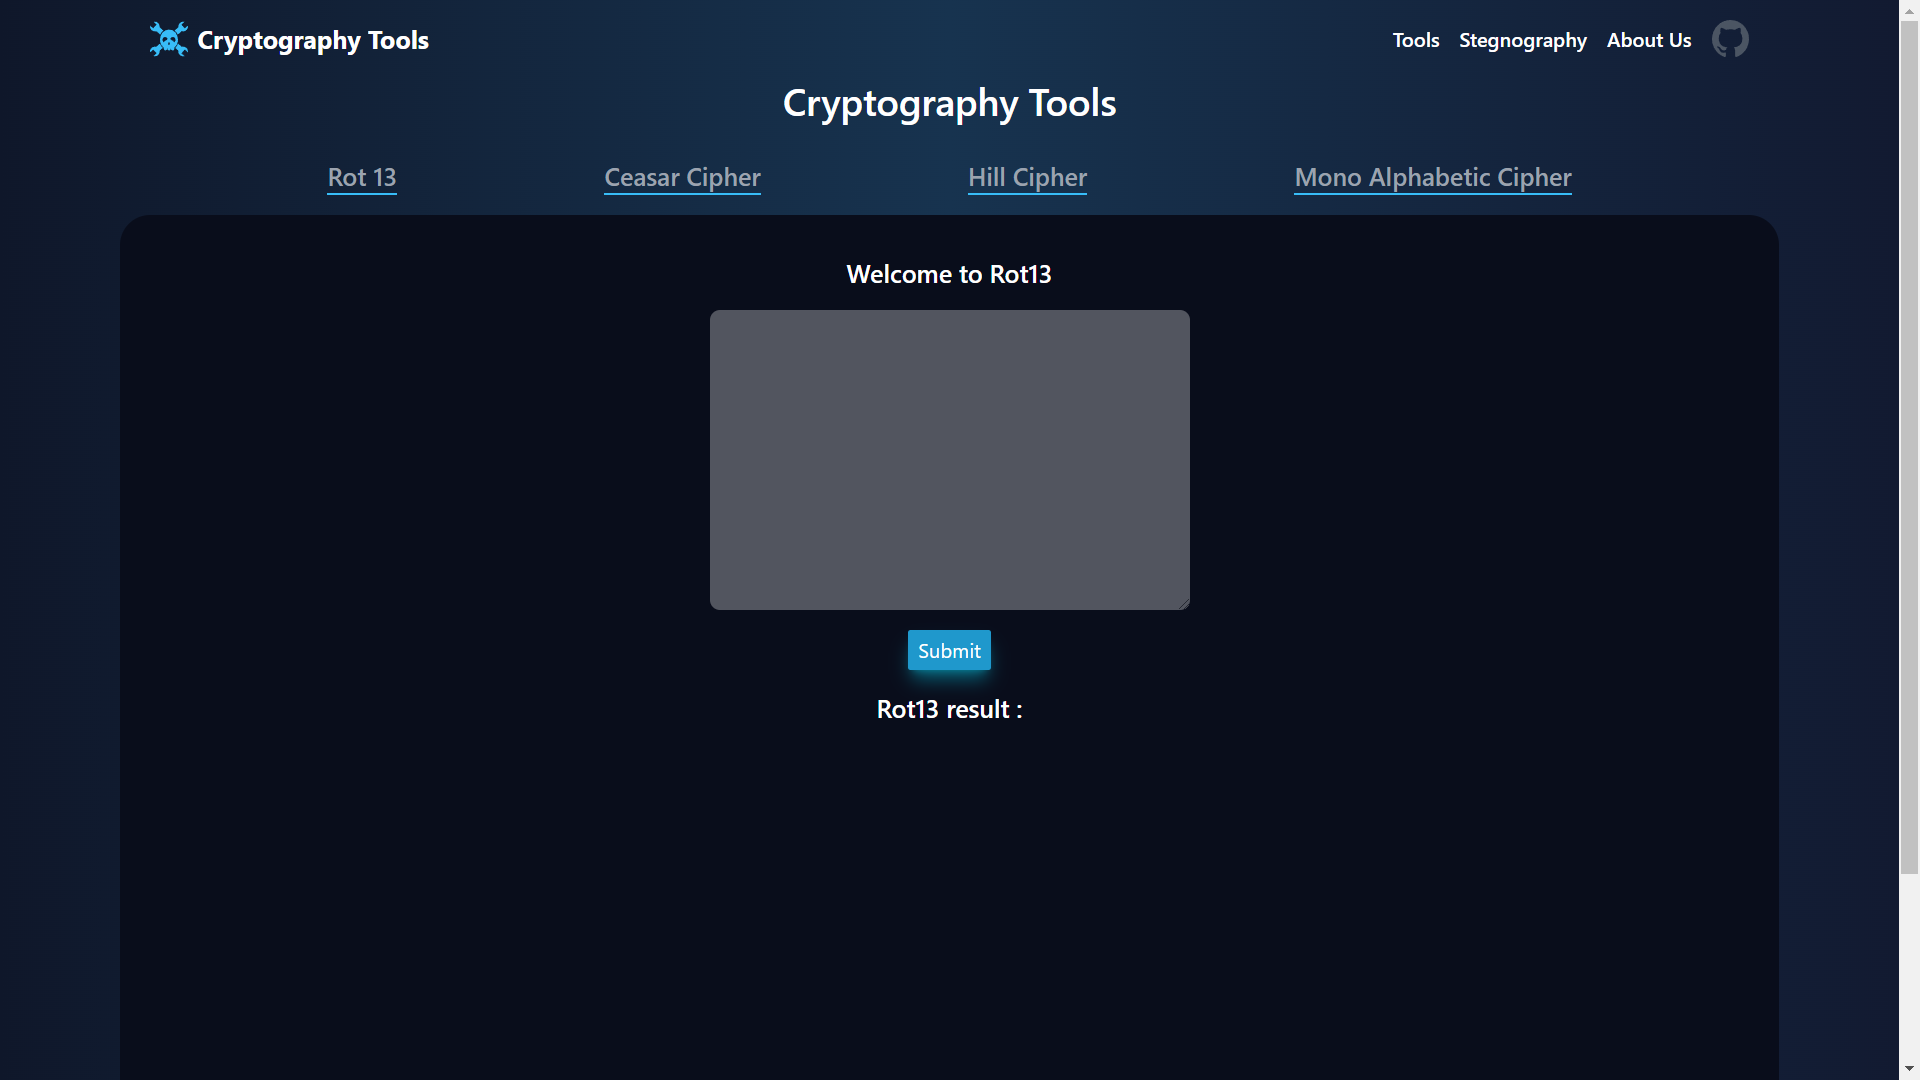 Cryptography Tools
Tools Stegnography About Us
Cryptography Tools
Rot 13 Ceasar Cipher Hill Cipher Mono Alphabetic Cipher
Welcome to Rot13
Submit
Rot13 result :